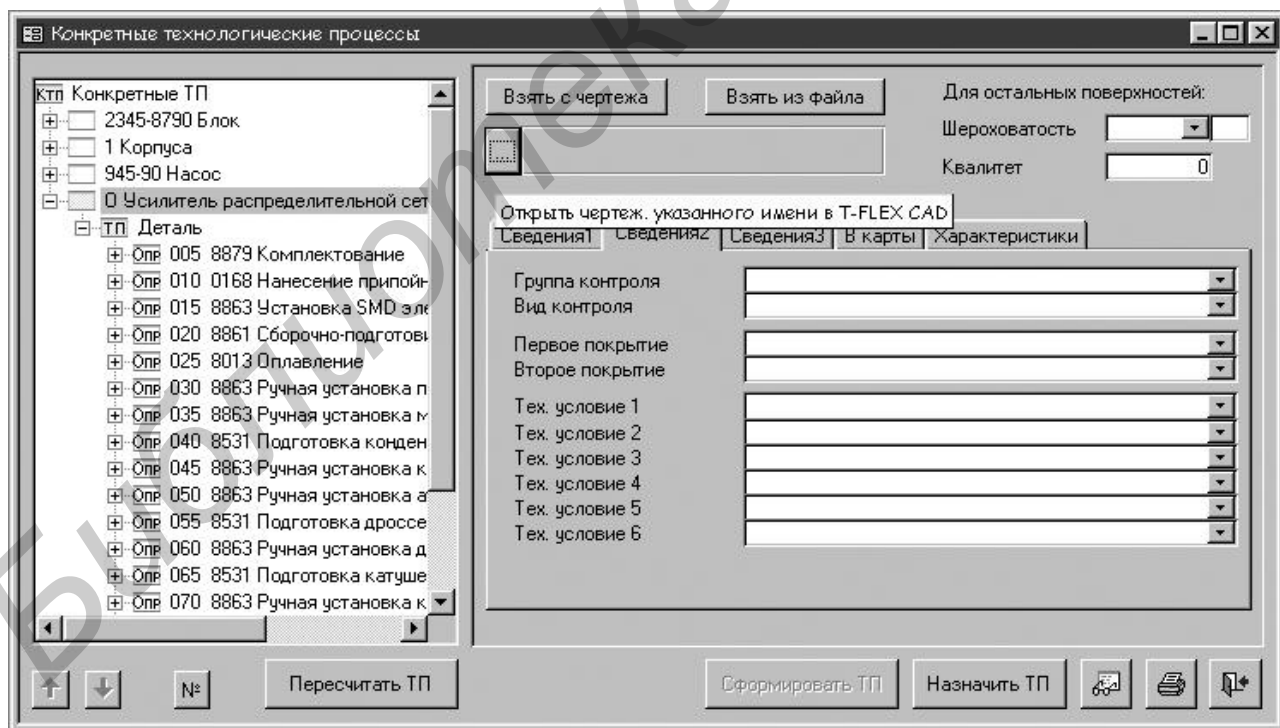 Конкретные технологические процессы
Ктп Конкретные ТП
2345-8790 Блок
1 Корпуса
945-90 Насос
0 Усилитель распределительной сет
ТП Деталь
Опр 005 8879 Комплектование
Опр 010 0168 Нанесение припойн
Опр 015 8863 Установка SMD эле
Опр 020 8861 Сборочно-подготови
Опр 025 8013 Оплавление
Опр 030 8863 Ручная установка п
Опр 035 8863 Ручная установка м
Опр 040 8531 Подготовка конден
Опр 045 8863 Ручная установка к
Опр 050 8863 Ручная установка а
Опр 055 8531 Подготовка дроссе
Опр 060 8863 Ручная установка д
Опр 065 8531 Подготовка катуше
Опр 070 8863 Ручная установка к
Взять с чертежа
Взять из файла
Для остальных поверхностей:
Шероховатость
Квалитет 0
Открыть чертеж. указанного имени в T-FLEX CAD
Сведения1 Сведения2 Сведения3 В карты Характеристики
Группа контроля
Вид контроля
Первое покрытие
Второе покрытие
Тех. условие 1
Тех. условие 2
Тех. условие 3
Тех. условие 4
Тех. условие 5
Тех. условие 6
№
Пересчитать ТП
Сформировать ТП
Назначить ТП
Библиотека